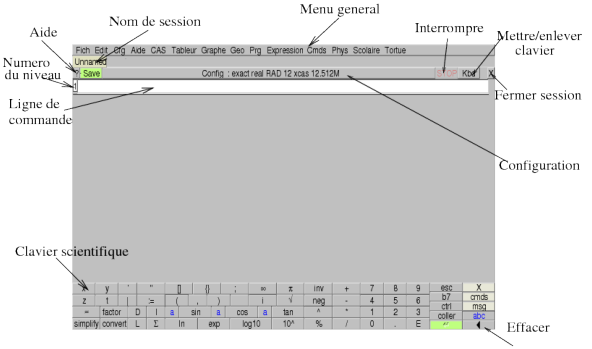 Menu general
Nom de session
Interrompre
Aide
Mettre/enlever
clavier
Fich Edit Cfg Aide CAS Tableur Graphe Geo Prg Expression Cmds Phys Scolaire Tortue
Unnamed
Numero
du niveau
? Save Config : exact real RAD 12 xcas 12.512M STOP Kbd X
1
Fermer session
Ligne de
commande
Configuration
Clavier scientifique
x y ' " [] {} ; ∞ π inv + 7 8 9 esc X
z t | := ( , ) i √ neg - 4 5 6 b7 cmds
= factor D ∫ a sin a cos a tan ^ * 1 2 3 ctrl msg
simplify convert L Σ ln exp log10 10^ % / 0 . E coller abc
Effacer